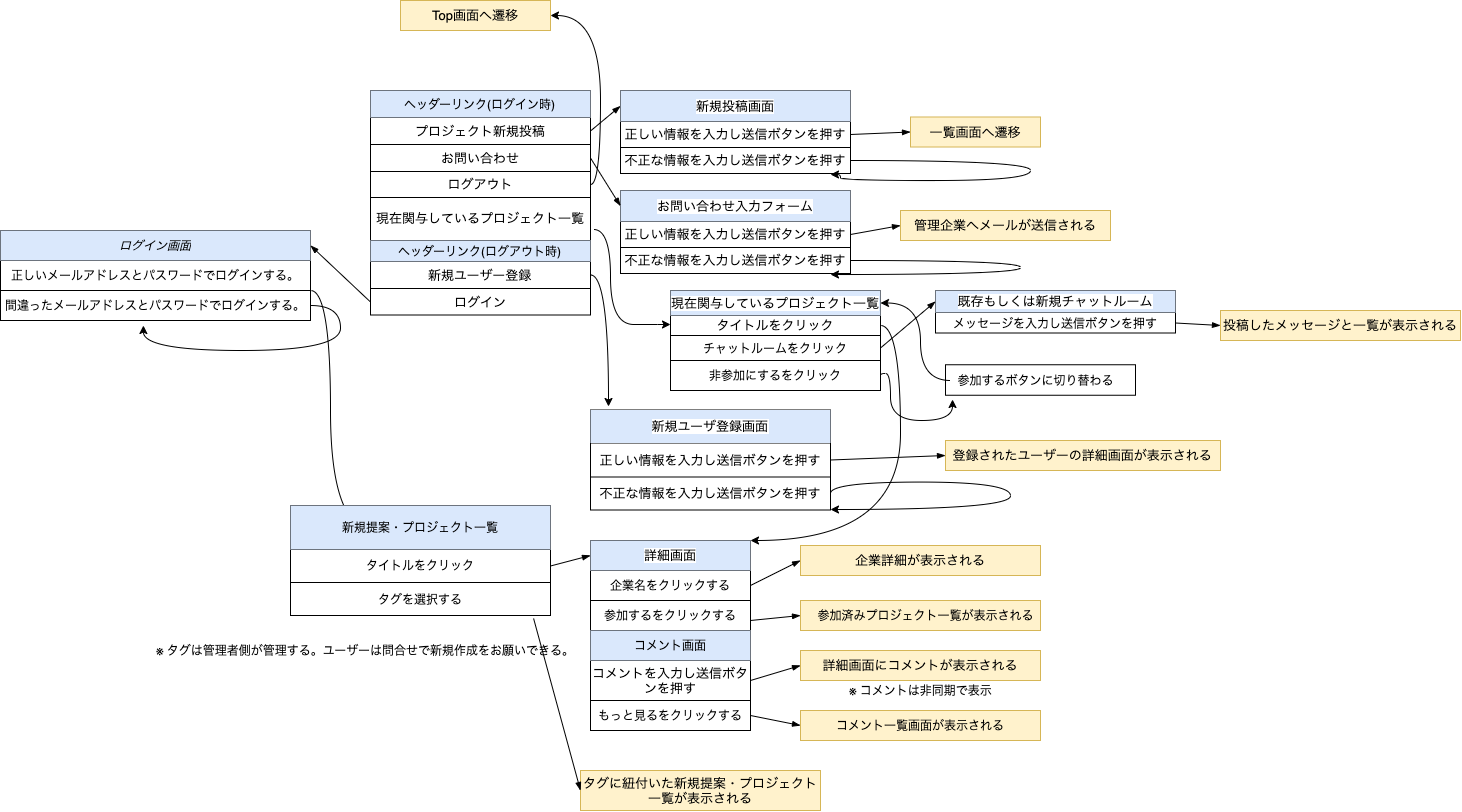 Top画面へ遷移
ヘッダーリンク(ログイン時)
プロジェクト新規投稿
お問い合わせ
ログアウト
現在関与しているプロジェクト一覧
ヘッダーリンク(ログアウト時)
新規ユーザー登録
ログイン
新規投稿画面
正しい情報を入力し送信ボタンを押す
不正な情報を入力し送信ボタンを押す
一覧画面へ遷移
お問い合わせ入力フォーム
正しい情報を入力し送信ボタンを押す
不正な情報を入力し送信ボタンを押す
管理企業へメールが送信される
ログイン画面
正しいメールアドレスとパスワードでログインする。
間違ったメールアドレスとパスワードでログインする。
現在関与しているプロジェクト一覧
タイトルをクリック
チャットルームをクリック
非参加にするをクリック
既存もしくは新規チャットルーム
メッセージを入力し送信ボタンを押す
投稿したメッセージと一覧が表示される
参加するボタンに切り替わる
新規ユーザ登録画面
正しい情報を入力し送信ボタンを押す
不正な情報を入力し送信ボタンを押す
登録されたユーザーの詳細画面が表示される
新規提案・プロジェクト一覧
タイトルをクリック
タグを選択する
※ タグは管理者側が管理する。ユーザーは問合せで新規作成をお願いできる。
詳細画面
企業名をクリックする
参加するをクリックする
コメント画面
コメントを入力し送信ボタ
ンを押す
もっと見るをクリックする
企業詳細が表示される
参加済みプロジェクト一覧が表示される
詳細画面にコメントが表示される
※ コメントは非同期で表示
コメント一覧画面が表示される
タグに紐付いた新規提案・プロジェクト
一覧が表示される